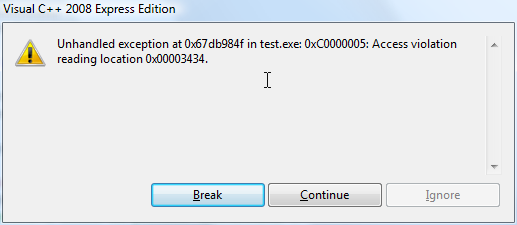 Visual C++ 2008 Express Edition
Unhandled exception at 0x67db984f in test.exe: 0xC0000005: Access violation
reading location 0x00003434.
Break
Continue
Ignore